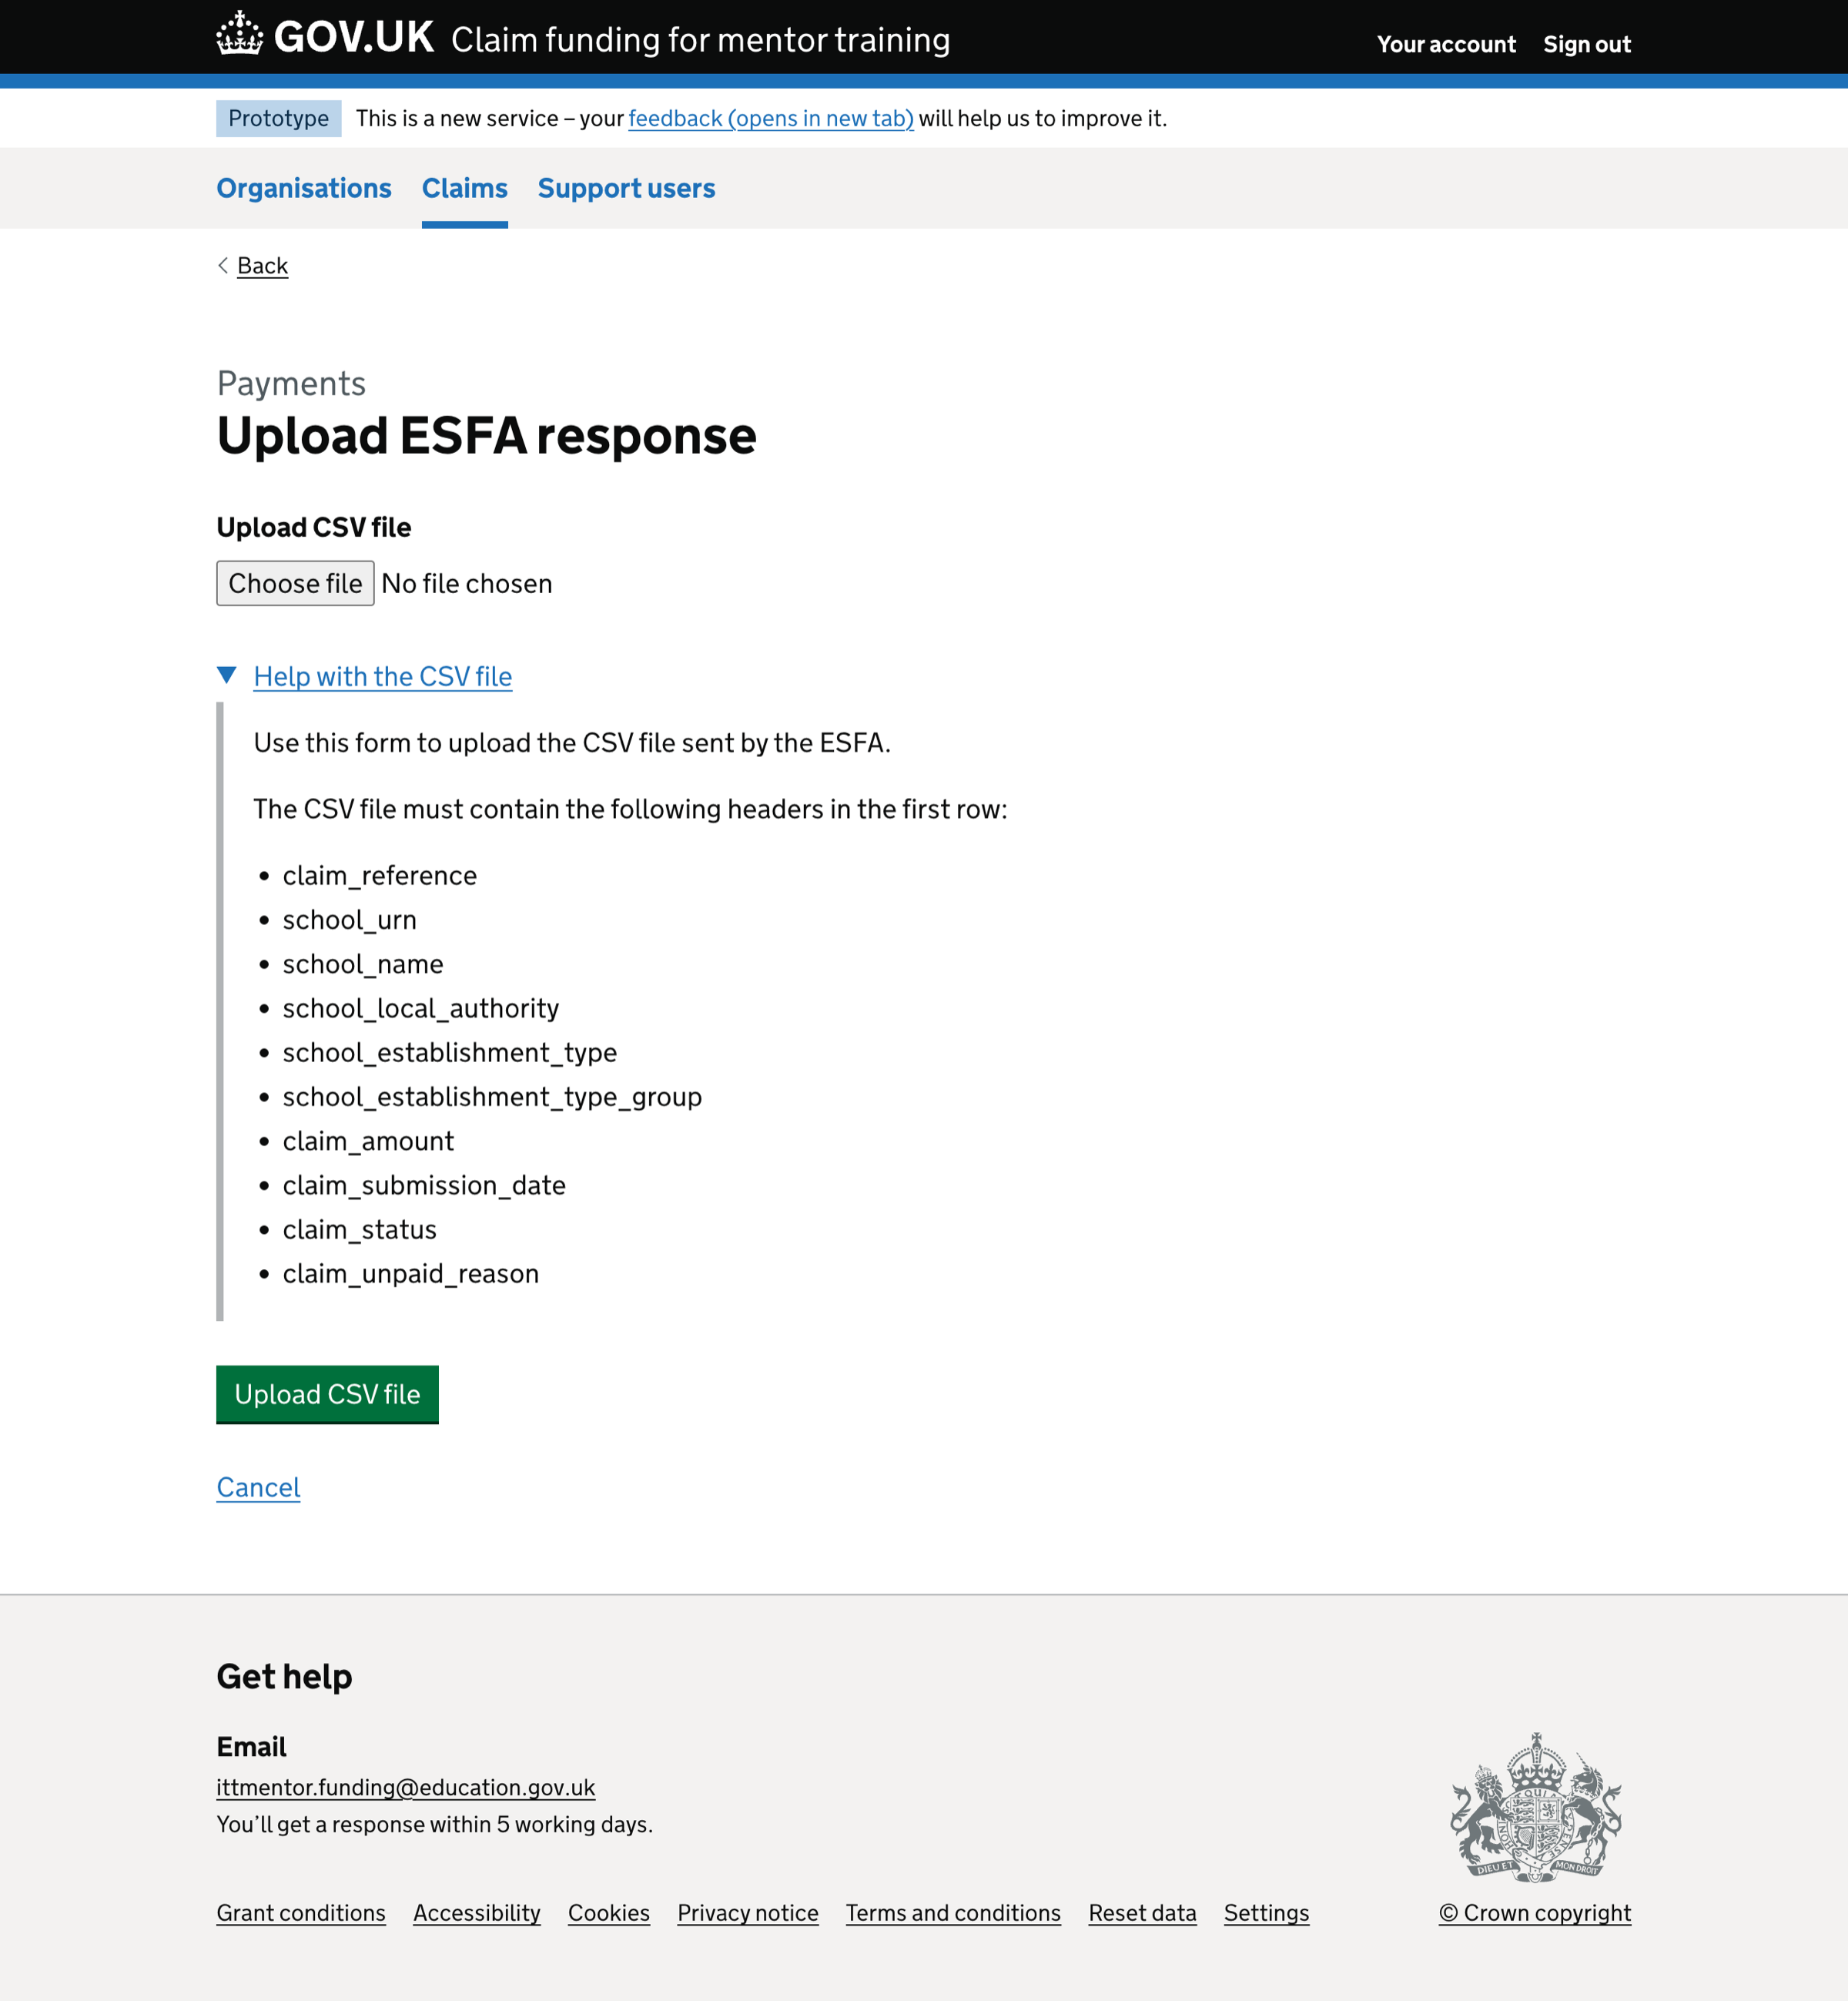 GOV.UK Claim funding for mentor training Your account Sign out
Prototype This is a new service – your feedback (opens in new tab) will help us to improve it.
Organisations Claims Support users
Back
Payments
Upload ESFA response
Upload CSV file
Choose file No file chosen
Help with the CSV file
Use this form to upload the CSV file sent by the ESFA.
The CSV file must contain the following headers in the first row:
• claim_reference
• school_urn
• school_name
• school_local_authority
• school_establishment_type
• school_establishment_type_group
• claim_amount
• claim_submission_date
• claim_status
• claim_unpaid_reason
Upload CSV file
Cancel
Get help
Email
ittmentor.funding@education.gov.uk
You’ll get a response within 5 working days.
DIEU ET MON DROIT
Grant conditions Accessibility Cookies Privacy notice Terms and conditions Reset data Settings © Crown copyright